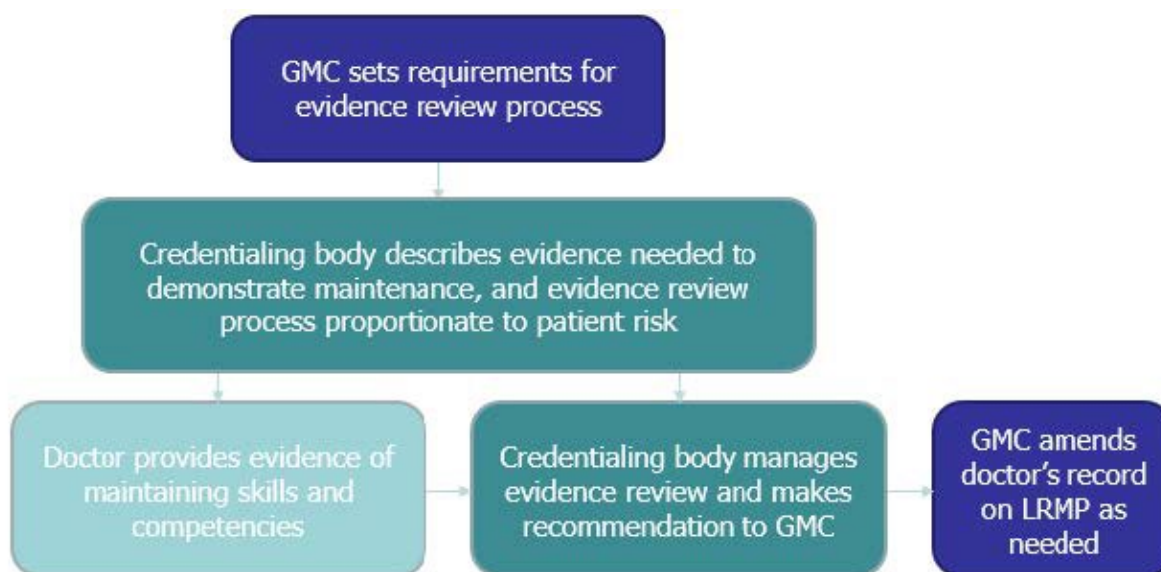 GMC sets requirements for
evidence review process
Credentialing body describes evidence needed to
demonstrate maintenance, and evidence review
process proportionate to patient risk
Doctor provides evidence of
maintaining skills and
competencies
Credentialing body manages
evidence review and makes
recommendation to GMC
GMC amends
doctor's record
on LRMP as
needed